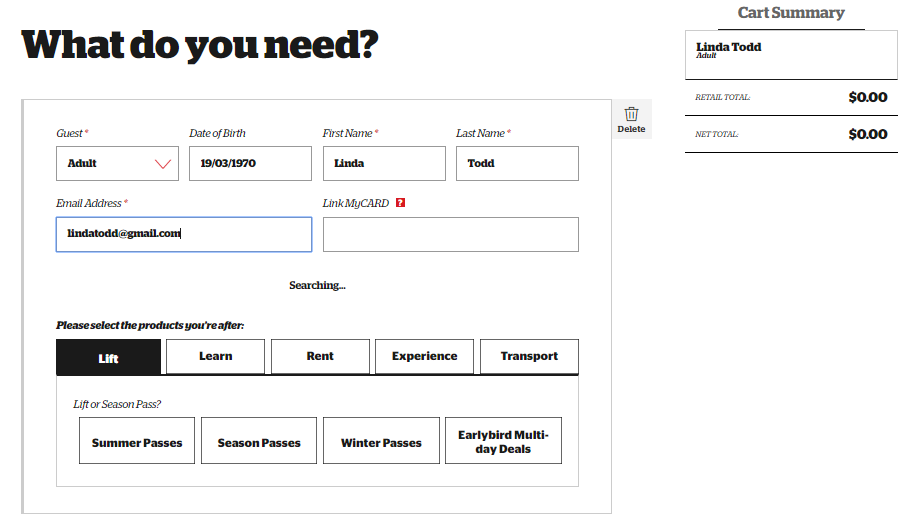 Cart Summary
What do you need?
Linda Todd
Adult
RETAIL TOTAL: $0.00
NET TOTAL: $0.00
Delete
Guest * Date of Birth First Name * Last Name *
Adult 19/03/1970 Linda Todd
Email Address * Link MyCARD ?
lindatodd@gmail.com
Searching...
Please select the products you're after:
Lift Learn Rent Experience Transport
Lift or Season Pass?
Summer Passes Season Passes Winter Passes Earlybird Multi-
day Deals